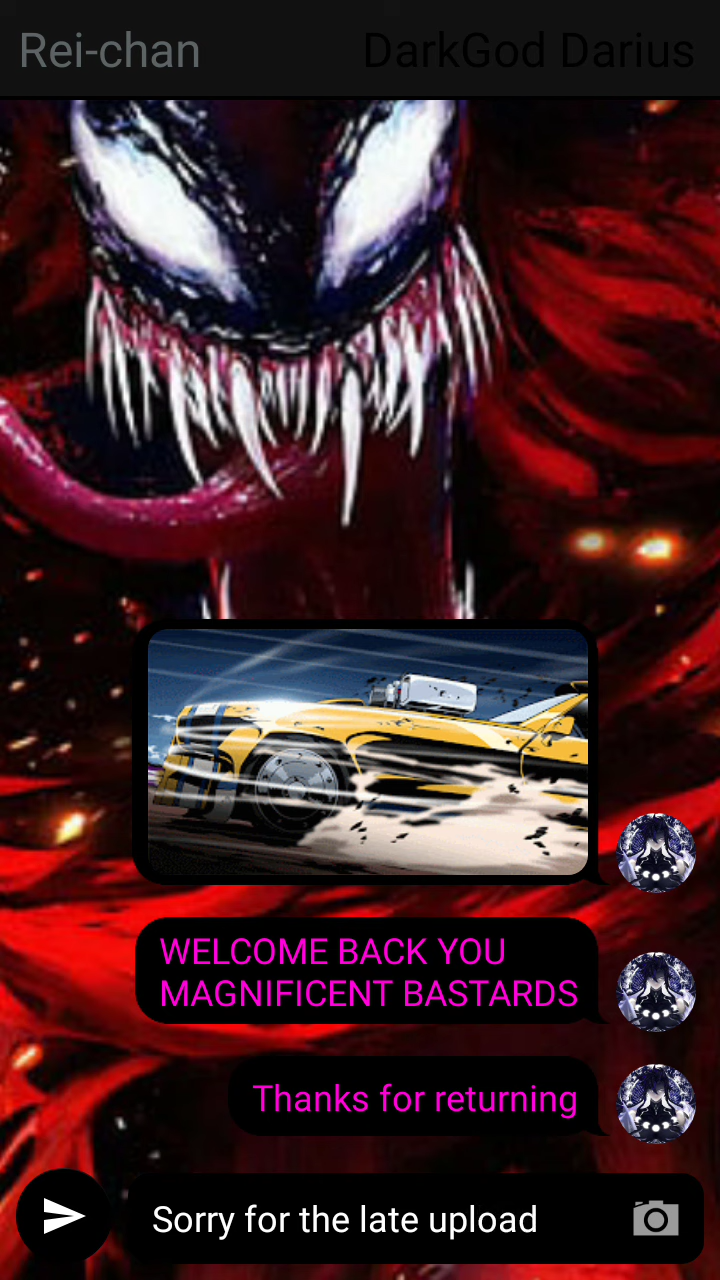 Rei-chan DarkGod Darius
WELCOME BACK YOU
MAGNIFICENT BASTARDS
Thanks for returning
Sorry for the late upload